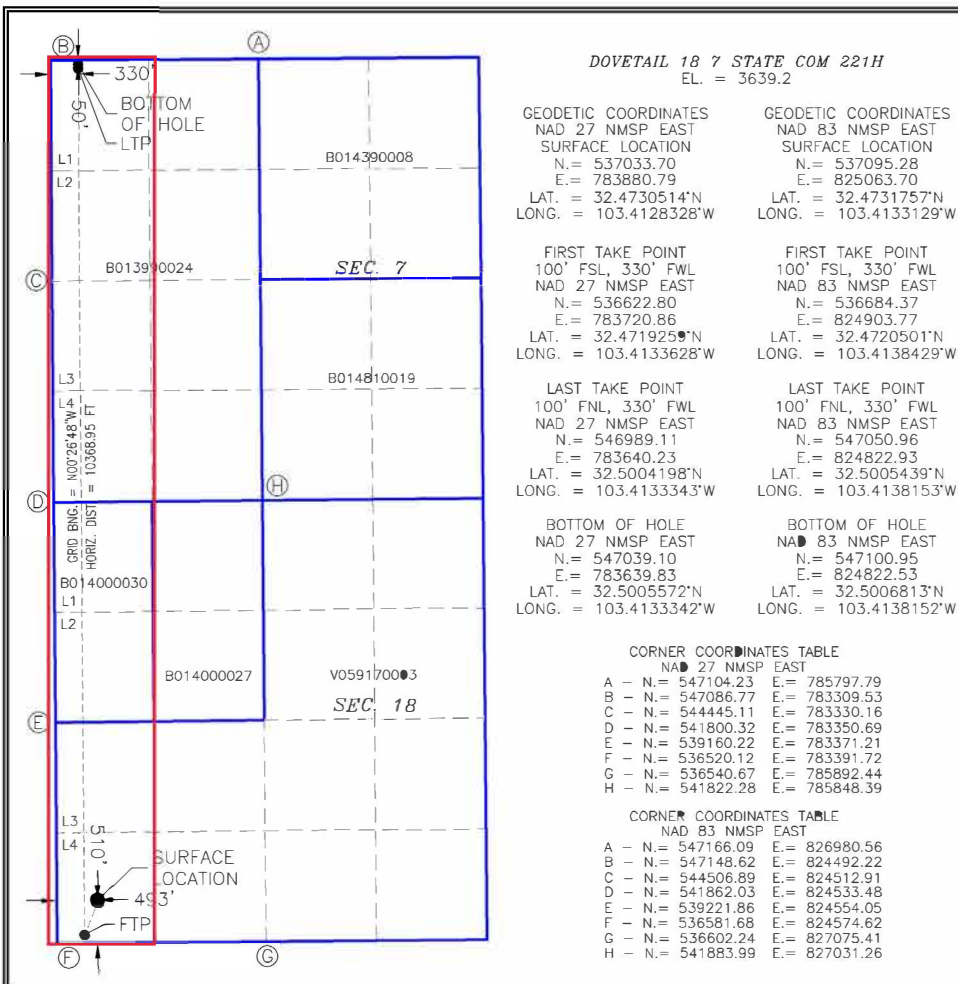 B
A
330'
50'
BOTTOM
OF HOLE
LTP
L1
L2
B014390008
B013990024
SEC. 7
C
L3
L4
B014810019
GRID BNG. = N00°26'48"W
HORIZ. DIST = 10368.95 FT
D
H
B014000030
L1
L2
B014000027
V059170003
SEC. 18
E
L3
L4
510'
SURFACE
LOCATION
493'
FTP
F
G
DOVETAIL 18 7 STATE COM 221H
EL. = 3639.2
GEODETIC COORDINATES
NAD 27 NMSP EAST
SURFACE LOCATION
N.= 537033.70
E.= 783880.79
LAT. = 32.4730514°N
LONG. = 103.4128328°W
GEODETIC COORDINATES
NAD 83 NMSP EAST
SURFACE LOCATION
N.= 537095.28
E.= 825063.70
LAT. = 32.4731757°N
LONG. = 103.4133129°W
FIRST TAKE POINT
100' FSL, 330' FWL
NAD 27 NMSP EAST
N.= 536622.80
E.= 783720.86
LAT. = 32.4719259°N
LONG. = 103.4133628°W
FIRST TAKE POINT
100' FSL, 330' FWL
NAD 83 NMSP EAST
N.= 536684.37
E.= 824903.77
LAT. = 32.4720501°N
LONG. = 103.4138429°W
LAST TAKE POINT
100' FNL, 330' FWL
NAD 27 NMSP EAST
N.= 546989.11
E.= 783640.23
LAT. = 32.5004198°N
LONG. = 103.4133343°W
LAST TAKE POINT
100' FNL, 330' FWL
NAD 83 NMSP EAST
N.= 547050.96
E.= 824822.93
LAT. = 32.5005439°N
LONG. = 103.4138153°W
BOTTOM OF HOLE
NAD 27 NMSP EAST
N.= 547039.10
E.= 783639.83
LAT. = 32.5005572°N
LONG. = 103.4133342°W
BOTTOM OF HOLE
NAD 83 NMSP EAST
N.= 547100.95
E.= 824822.53
LAT. = 32.5006813°N
LONG. = 103.4138152°W
CORNER COORDINATES TABLE
NAD 27 NMSP EAST
A – N.= 547104.23 E.= 785797.79
B – N.= 547086.77 E.= 783309.53
C – N.= 544445.11 E.= 783330.16
D – N.= 541800.32 E.= 783350.69
E – N.= 539160.22 E.= 783371.21
F – N.= 536520.12 E.= 783391.72
G – N.= 536540.67 E.= 785892.44
H – N.= 541822.28 E.= 785848.39
CORNER COORDINATES TABLE
NAD 83 NMSP EAST
A – N.= 547166.09 E.= 826980.56
B – N.= 547148.62 E.= 824492.22
C – N.= 544506.89 E.= 824512.91
D – N.= 541862.03 E.= 824533.48
E – N.= 539221.86 E.= 824554.05
F – N.= 536581.68 E.= 824574.62
G – N.= 536602.24 E.= 827075.41
H – N.= 541883.99 E.= 827031.26